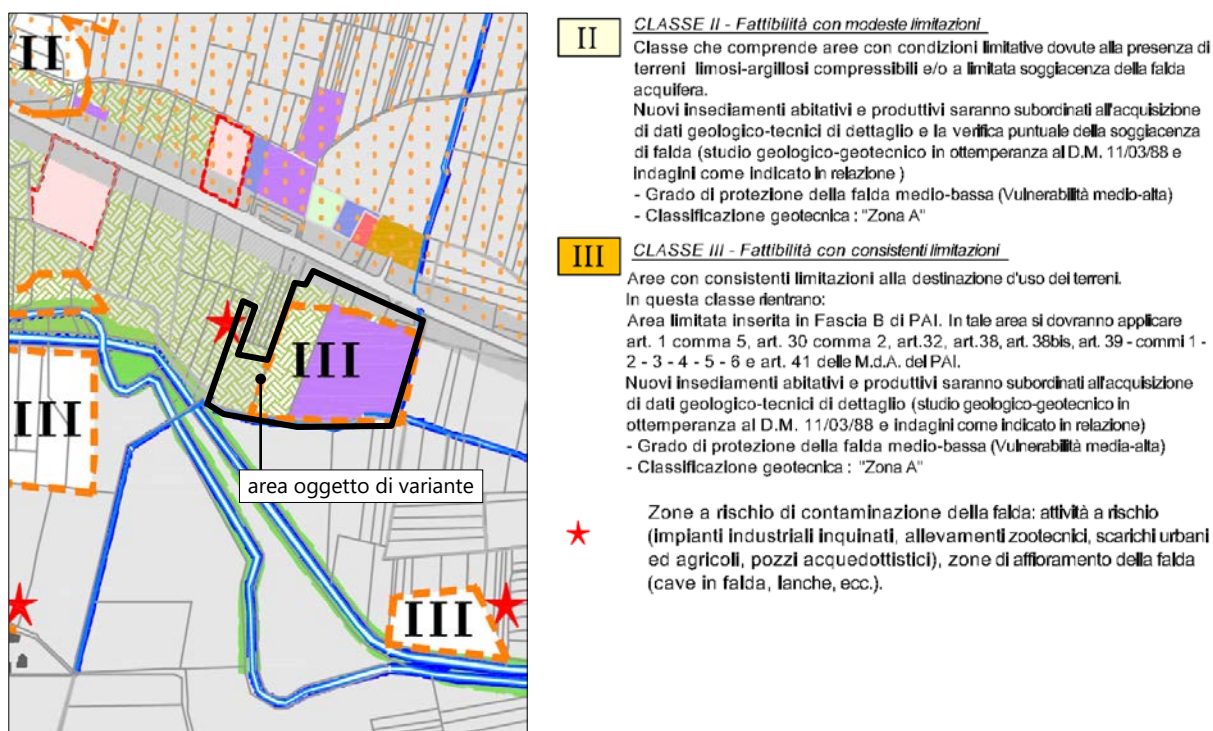 II
III
III
III
area oggetto di variante
II
CLASSE II - Fattibilità con modeste limitazioni
Classe che comprende aree con condizioni limitative dovute alla presenza di
terreni limosi-argillosi compressibili e/o a limitata soggiacenza della falda
acquifera.
Nuovi insediamenti abitativi e produttivi saranno subordinati all'acquisizione
di dati geologico-tecnici di dettaglio e la verifica puntuale della soggiacenza
di falda (studio geologico-geotecnico in ottemperanza al D.M. 11/03/88 e
indagini come indicato in relazione )
- Grado di protezione della falda medio-bassa (Vulnerabilità medio-alta)
- Classificazione geotecnica : "Zona A"
III
CLASSE III - Fattibilità con consistenti limitazioni
Aree con consistenti limitazioni alla destinazione d'uso dei terreni.
In questa classe rientrano:
Area limitata inserita in Fascia B di PAI. In tale area si dovranno applicare
art. 1 comma 5, art. 30 comma 2, art.32, art.38, art. 38bis, art. 39 - commi 1 -
2 - 3 - 4 - 5 - 6 e art. 41 delle M.d.A. del PAI.
Nuovi insediamenti abitativi e produttivi saranno subordinati all'acquisizione
di dati geologico-tecnici di dettaglio (studio geologico-geotecnico in
ottemperanza al D.M. 11/03/88 e indagini come indicato in relazione)
- Grado di protezione della falda medio-bassa (Vulnerabilità media-alta)
- Classificazione geotecnica : "Zona A"
Zone a rischio di contaminazione della falda: attività a rischio
(impianti industriali inquinati, allevamenti zootecnici, scarichi urbani
ed agricoli, pozzi acquedottistici), zone di affioramento della falda
(cave in falda, lanche, ecc.).